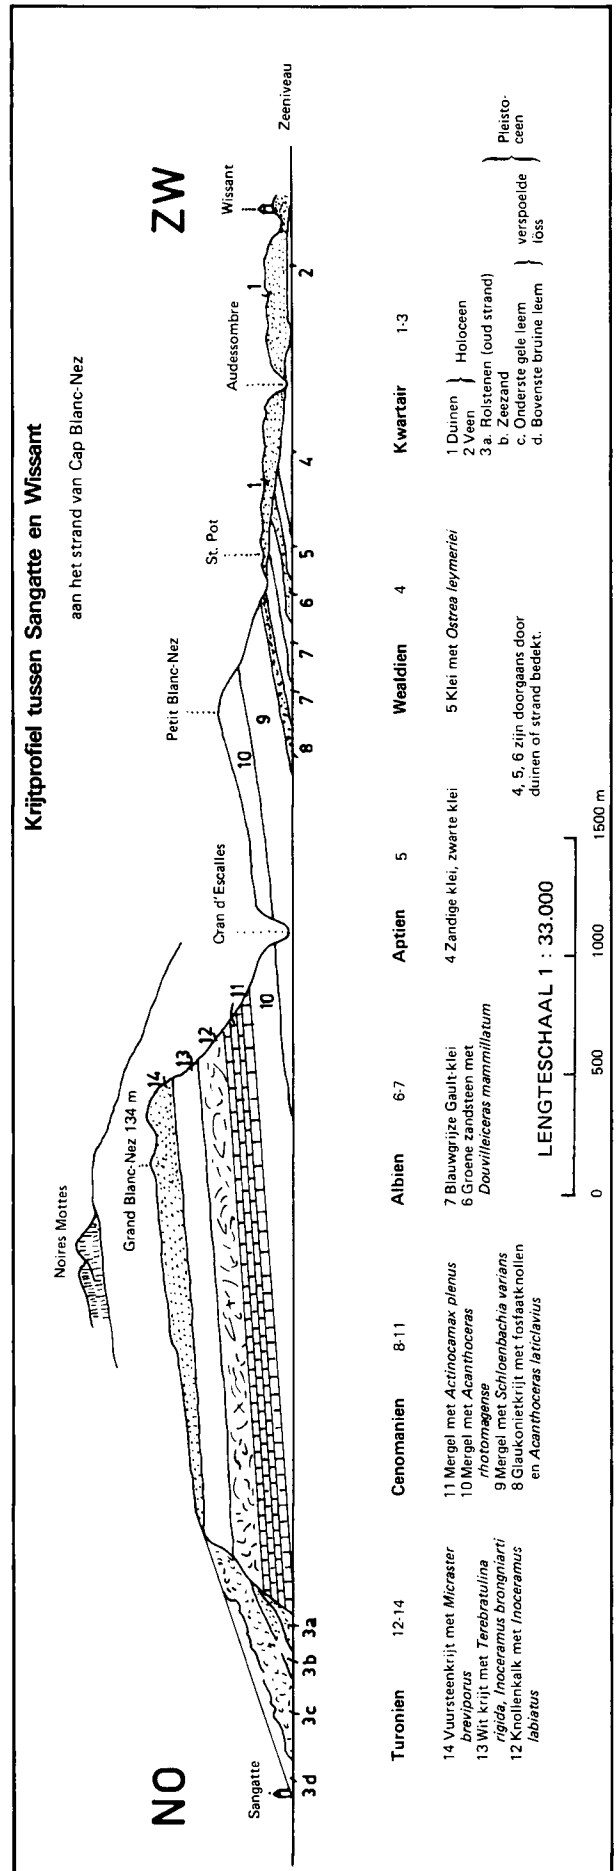 Krijtprofiel tussen Sangatte en Wissant
aan het strand van Cap Blanc-Nez
NO
ZW
Sangatte
Noires Mottes
Grand Blanc-Nez 134 m
Cran d'Escalles
Petit Blanc-Nez
St. Pot
Audessombre
Wissant
Zeeniveau
14
13
12
11
10
10
9
1
1
3d
3c
3b
3a
8
7
7
6
5
4
2
Turonien 12-14
14 Vuursteenkrijt met Micraster
breviporus
13 Wit krijt met Terebratulina
rigida, Inoceramus brongniarti
12 Knollenkalk met Inoceramus
labiatus
Cenomanien 8-11
11 Mergel met Actinocamax plenus
10 Mergel met Acanthoceras
rhotomagense
9 Mergel met Schloenbachia varians
8 Glaukonietkrijt met fosfaatknollen
en Acanthoceras laticlavius
Albien 6-7
7 Blauwgrijze Gault-klei
6 Groene zandsteen met
Douvilleiceras mammillatum
Aptien 5
4 Zandige klei, zwarte klei
Wealdien 4
5 Klei met Ostrea leymeriei
4, 5, 6 zijn doorgaans door
duinen of strand bedekt.
Kwartair 1-3
1 Duinen } Holoceen
2 Veen
3a. Rolstenen (oud strand)
b. Zeezand
c. Onderste gele leem
d. Bovenste bruine leem
} verspoelde
löss
} Pleisto-
ceen
LENGTESCHAAL 1 : 33.000
0 500 1000 1500 m